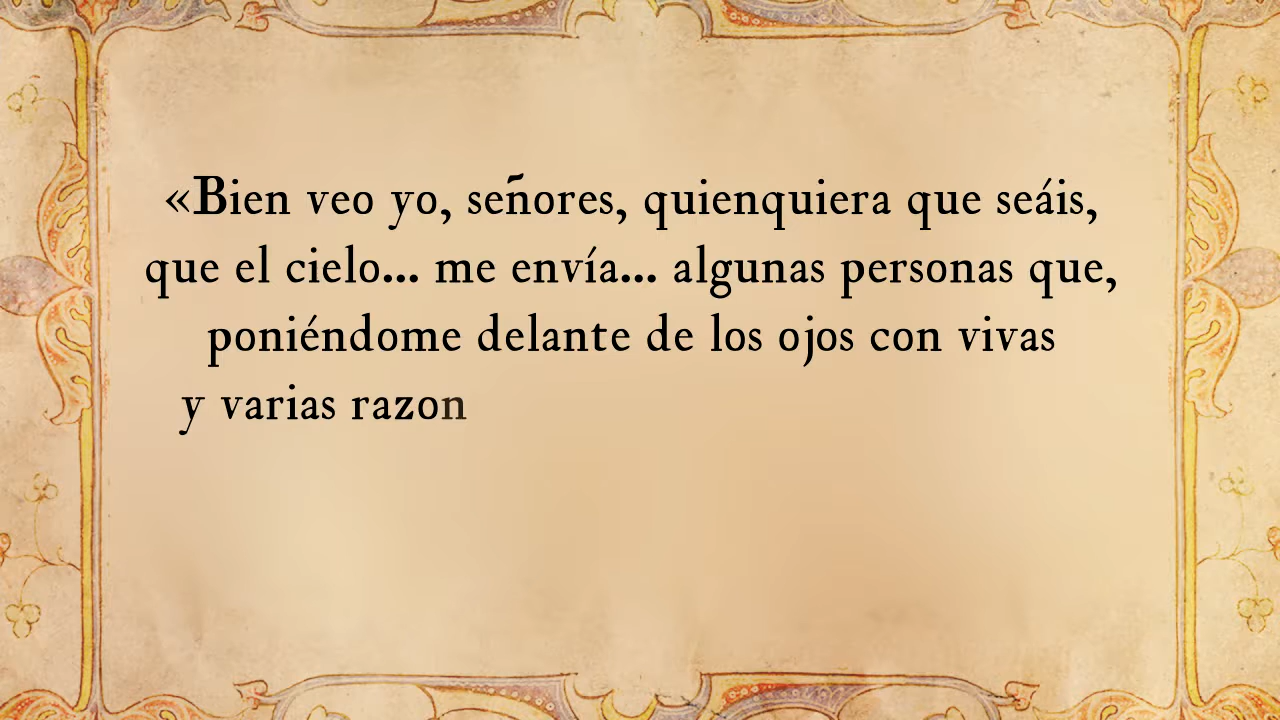 «Bien veo yo, señores, quienquiera que seáis,
que el cielo... me envía... algunas personas que,
poniéndome delante de los ojos con vivas
y varias razon